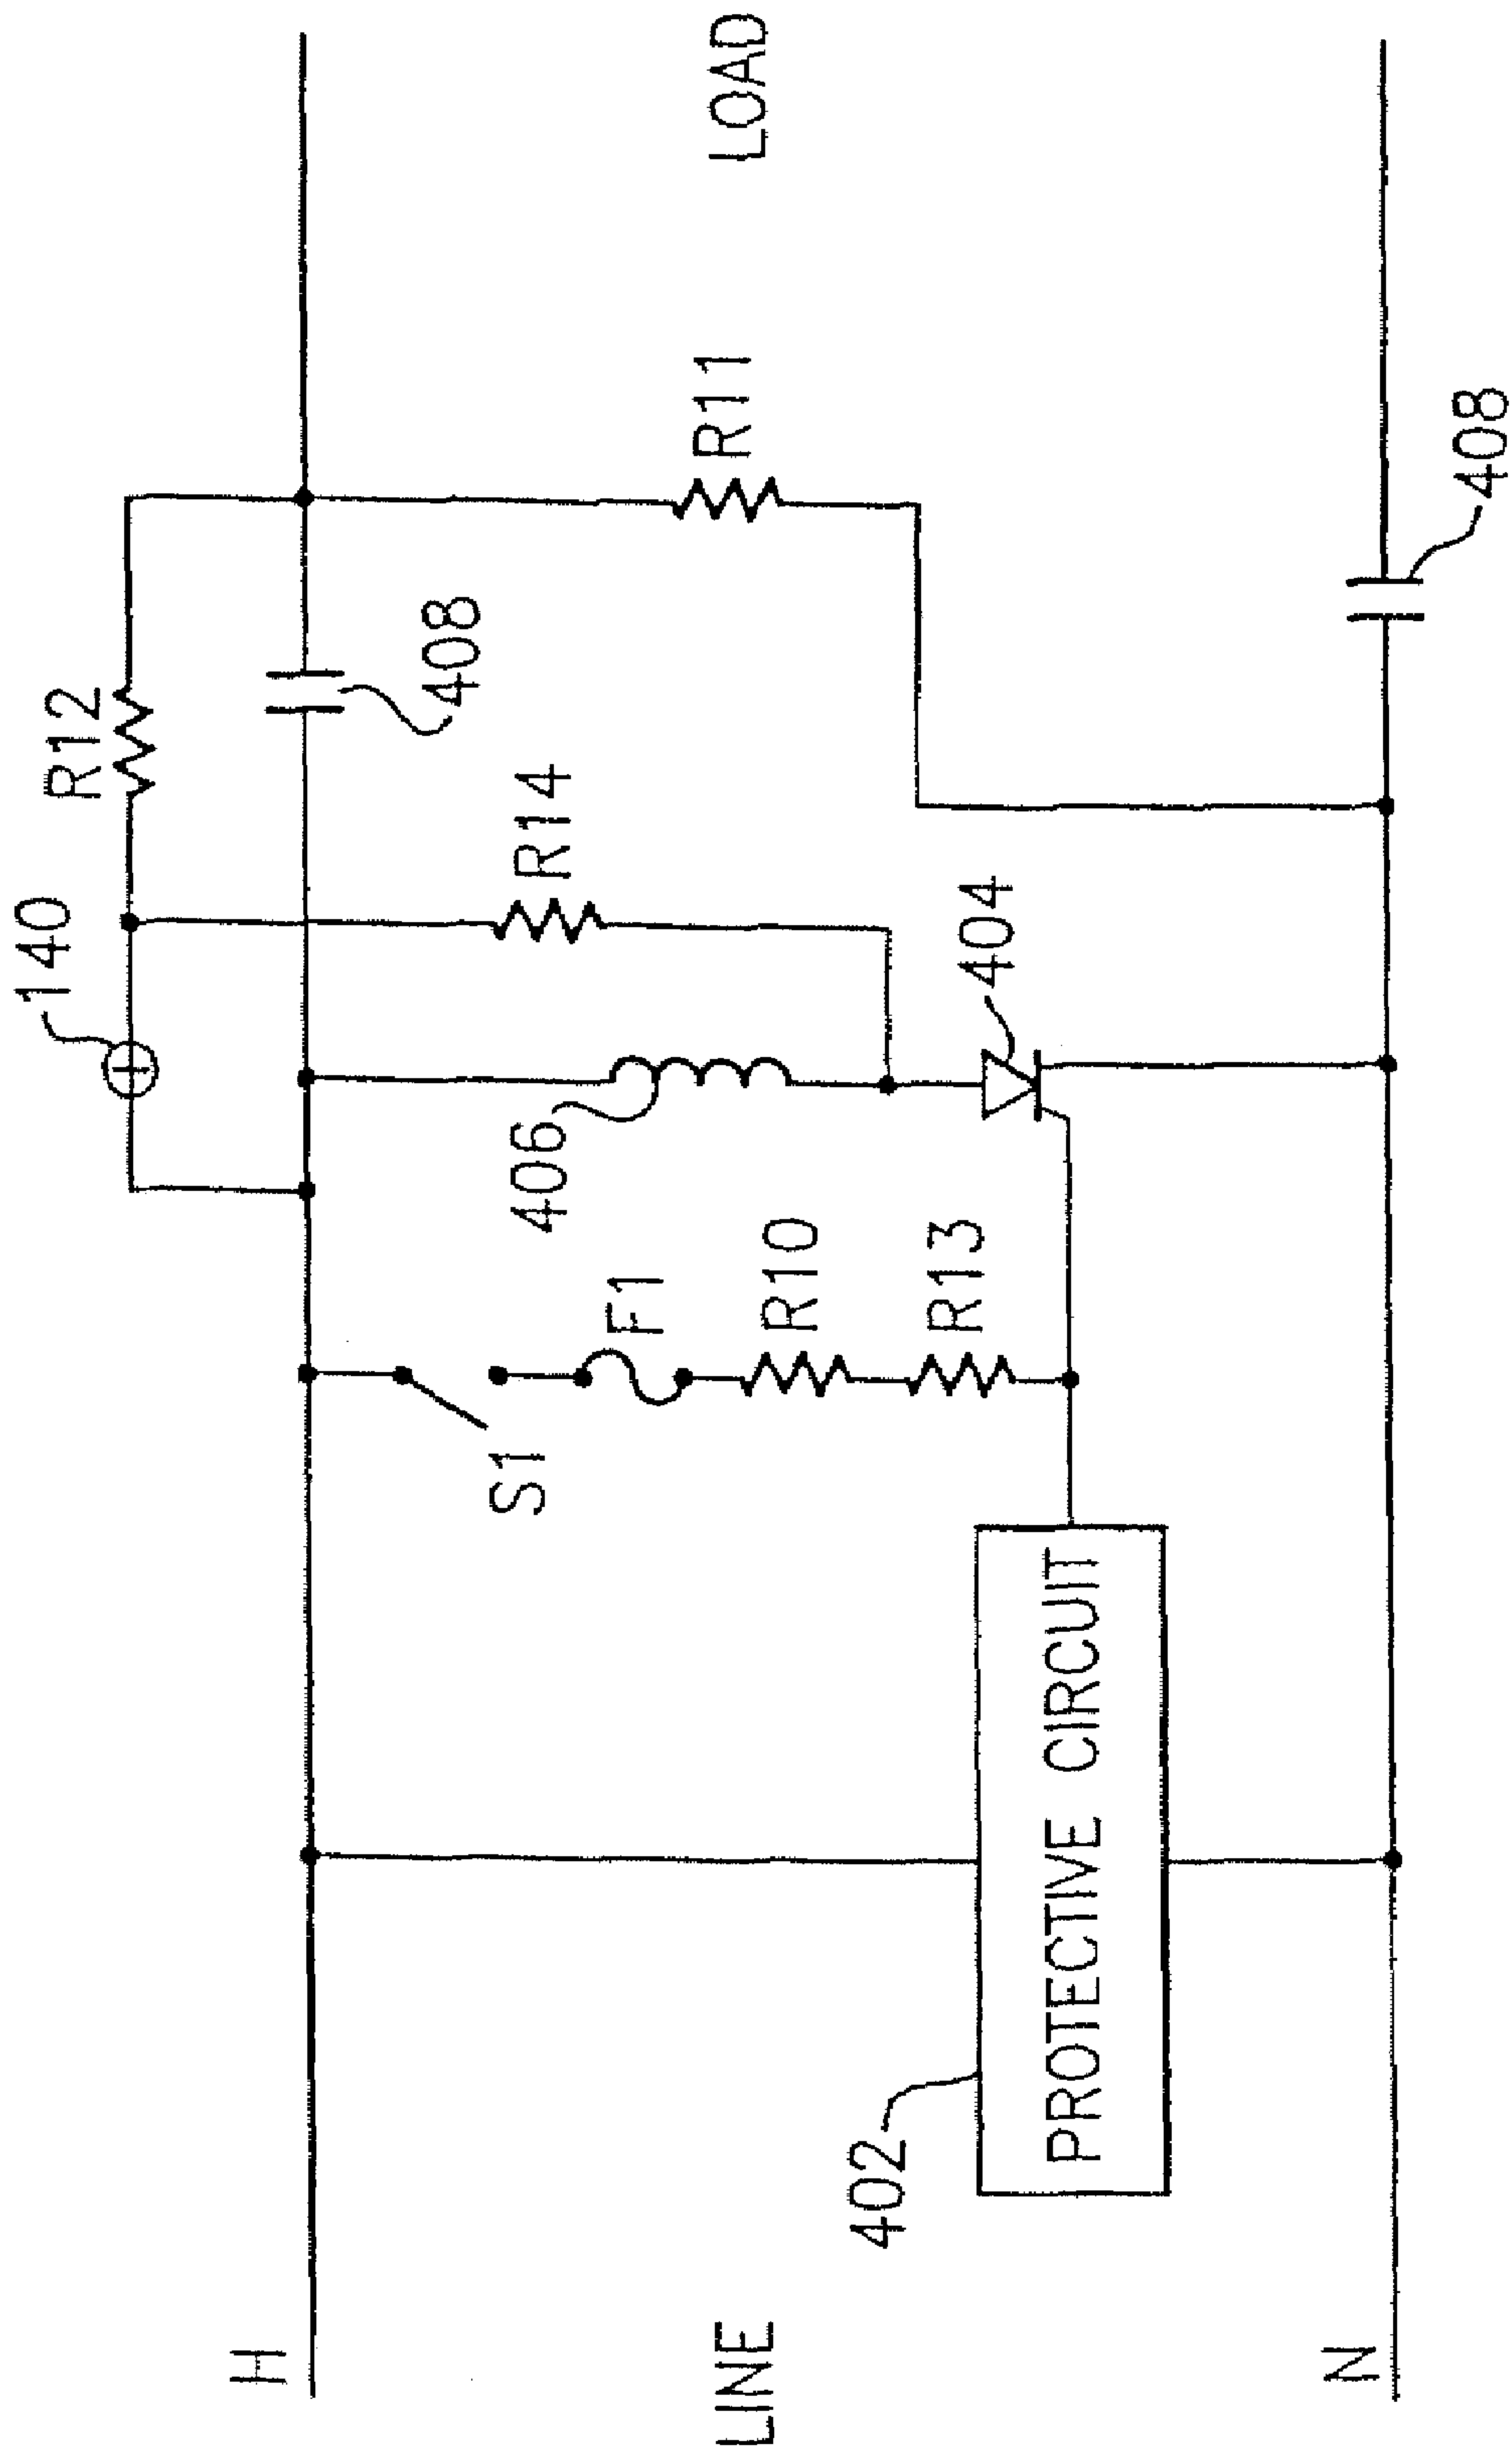 140
R12
408
LOAD
H
S1
F1
406
R14
R11
R10
R13
404
LINE
402
PROTECTIVE CIRCUIT
408
N